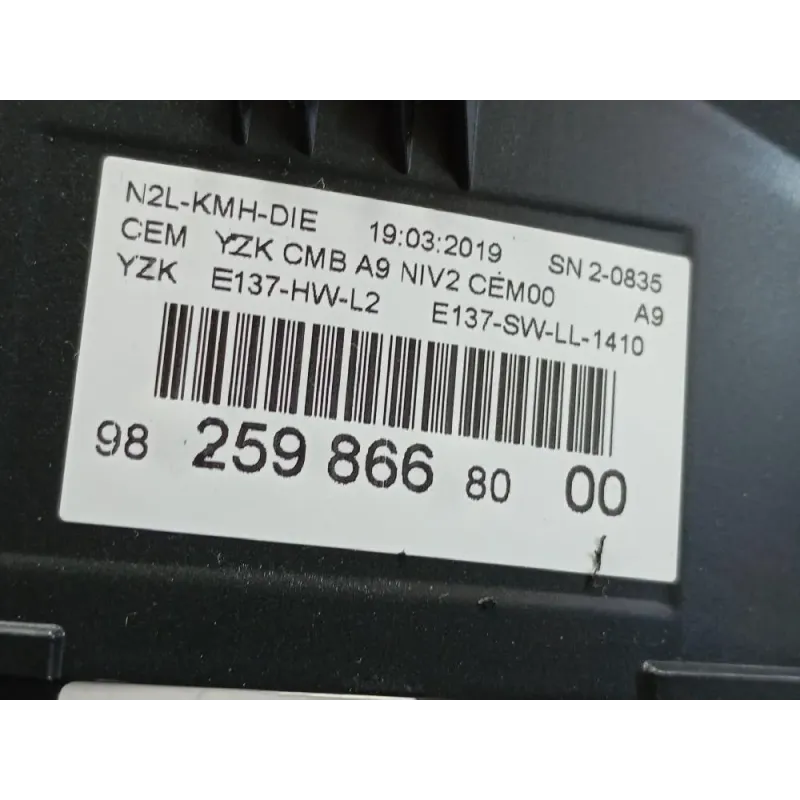 N2L-KMH-DIE 19:03:2019 SN 2-0835
CEM YZK CMB A9 NIV2 CEM00 A9
YZK E137-HW-L2 E137-SW-LL-1410
98 259 866 80 00